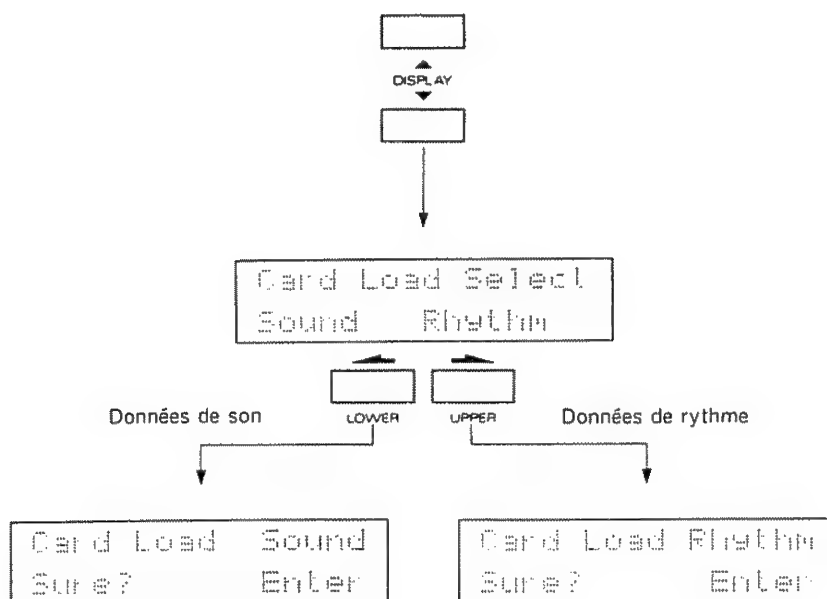 DISPLAY
Card Load Select
Sound Rhythm
LOWER UPPER
Données de son
Données de rythme
Card Load Sound
Sure? Enter
Card Load Rhythm
Sure? Enter